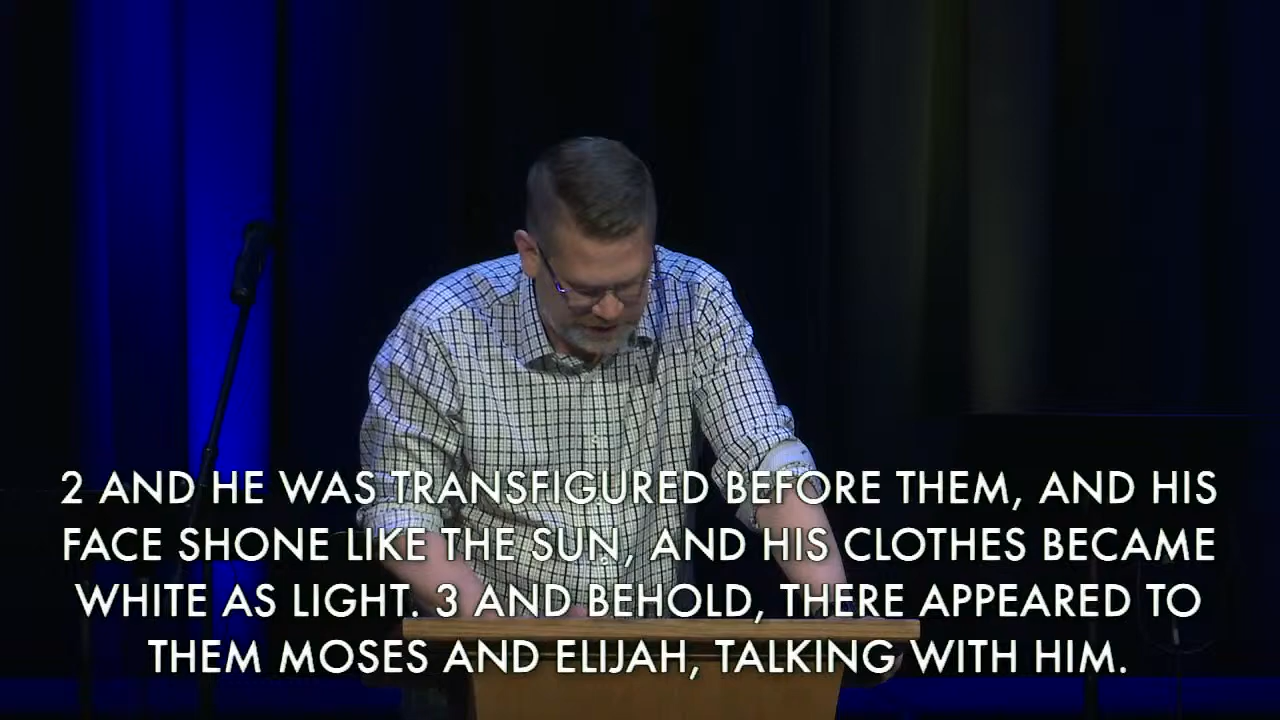 2 AND HE WAS TRANSFIGURED BEFORE THEM, AND HIS
FACE SHONE LIKE THE SUN, AND HIS CLOTHES BECAME
WHITE AS LIGHT. 3 AND BEHOLD, THERE APPEARED TO
THEM MOSES AND ELIJAH, TALKING WITH HIM.